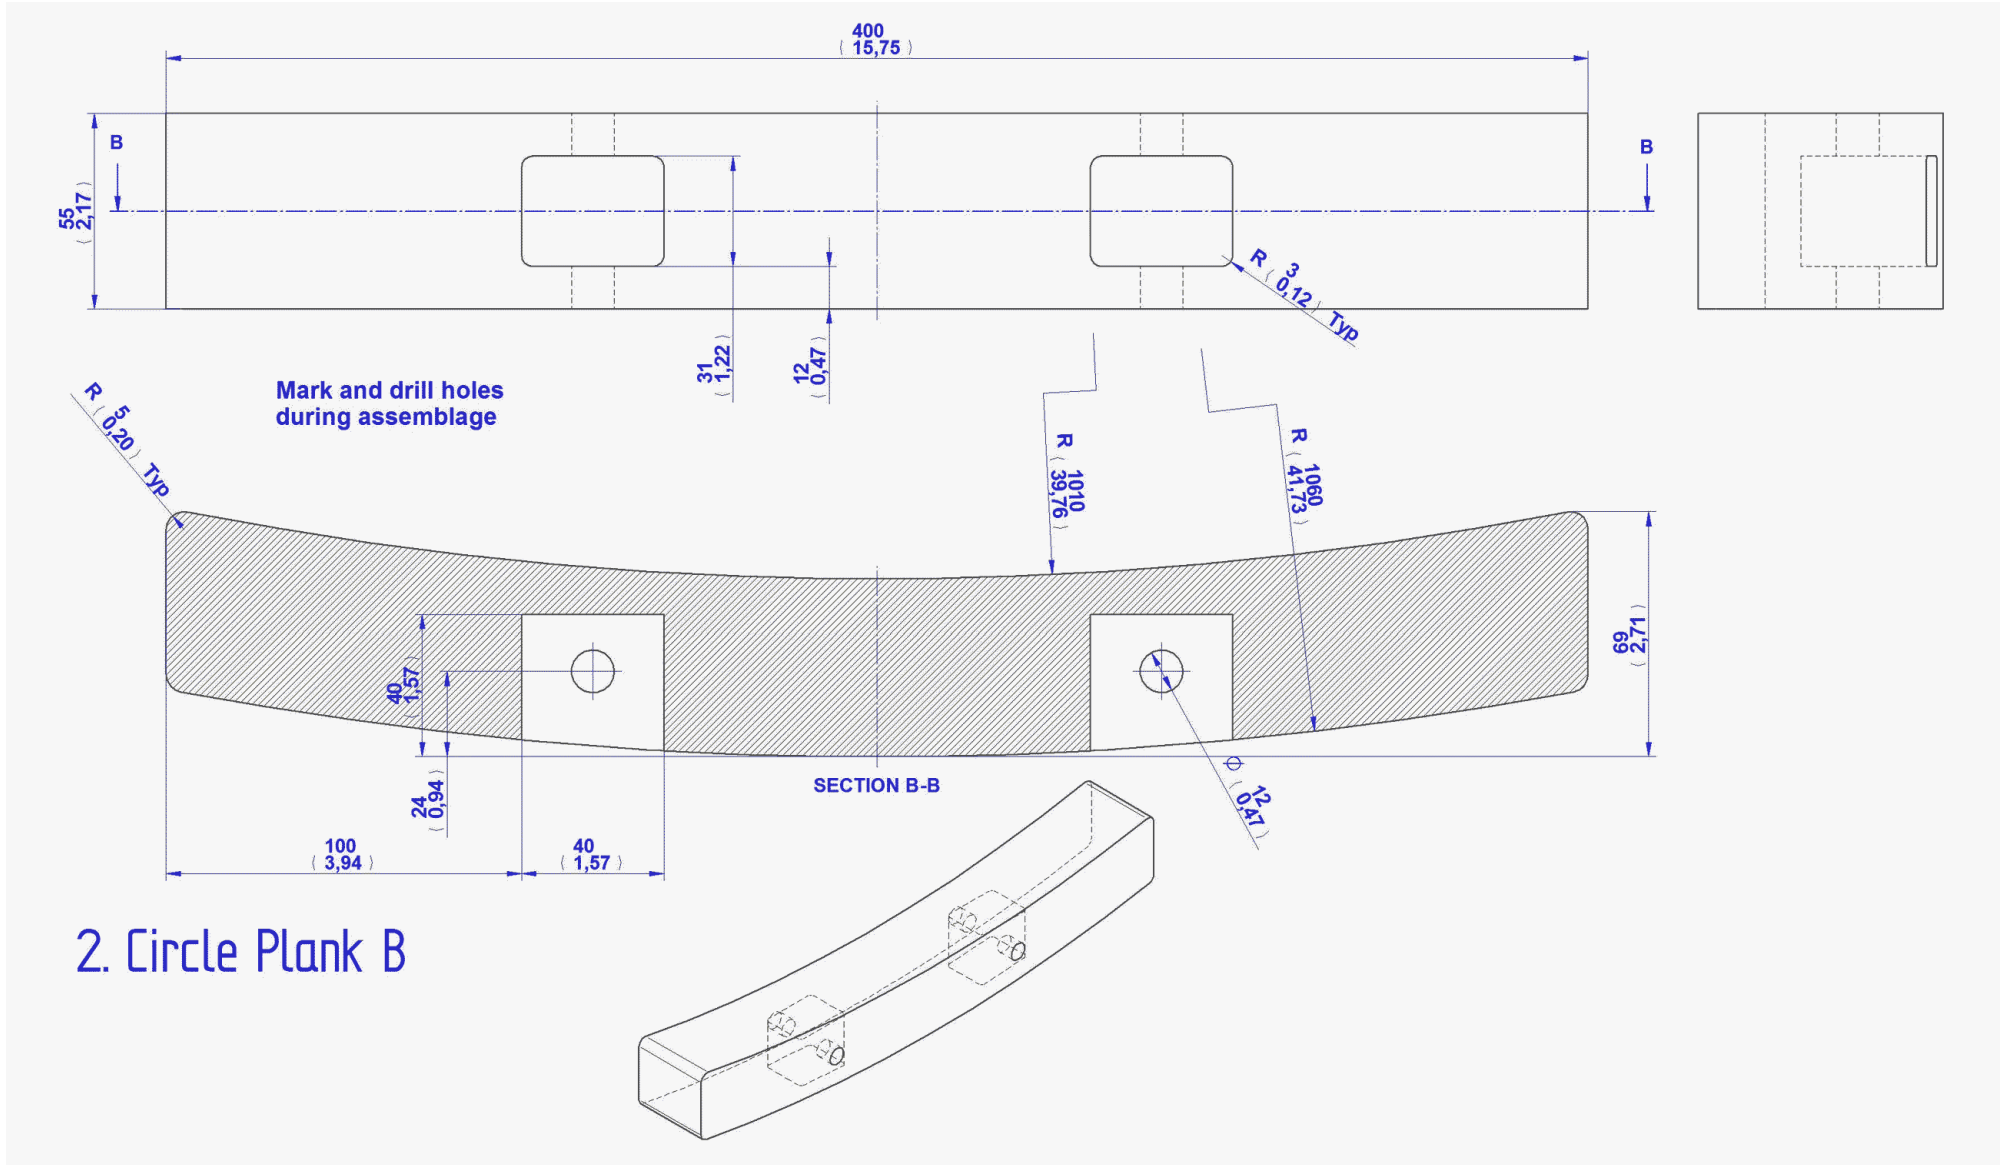 400
( 15,75 )
B
B
55
( 2,17 )
R 3
( 0,12 ) Typ
31
( 1,22 )
12
( 0,47 )
Mark and drill holes
during assemblage
R 5
( 0,20 ) Typ
R 1010
( 39,76 )
R 1060
( 41,73 )
69
( 2,71 )
40
( 1,57 )
24
( 0,94 )
SECTION B-B
⌀ 12
( 0,47 )
100
( 3,94 )
40
( 1,57 )
2. Circle Plank B